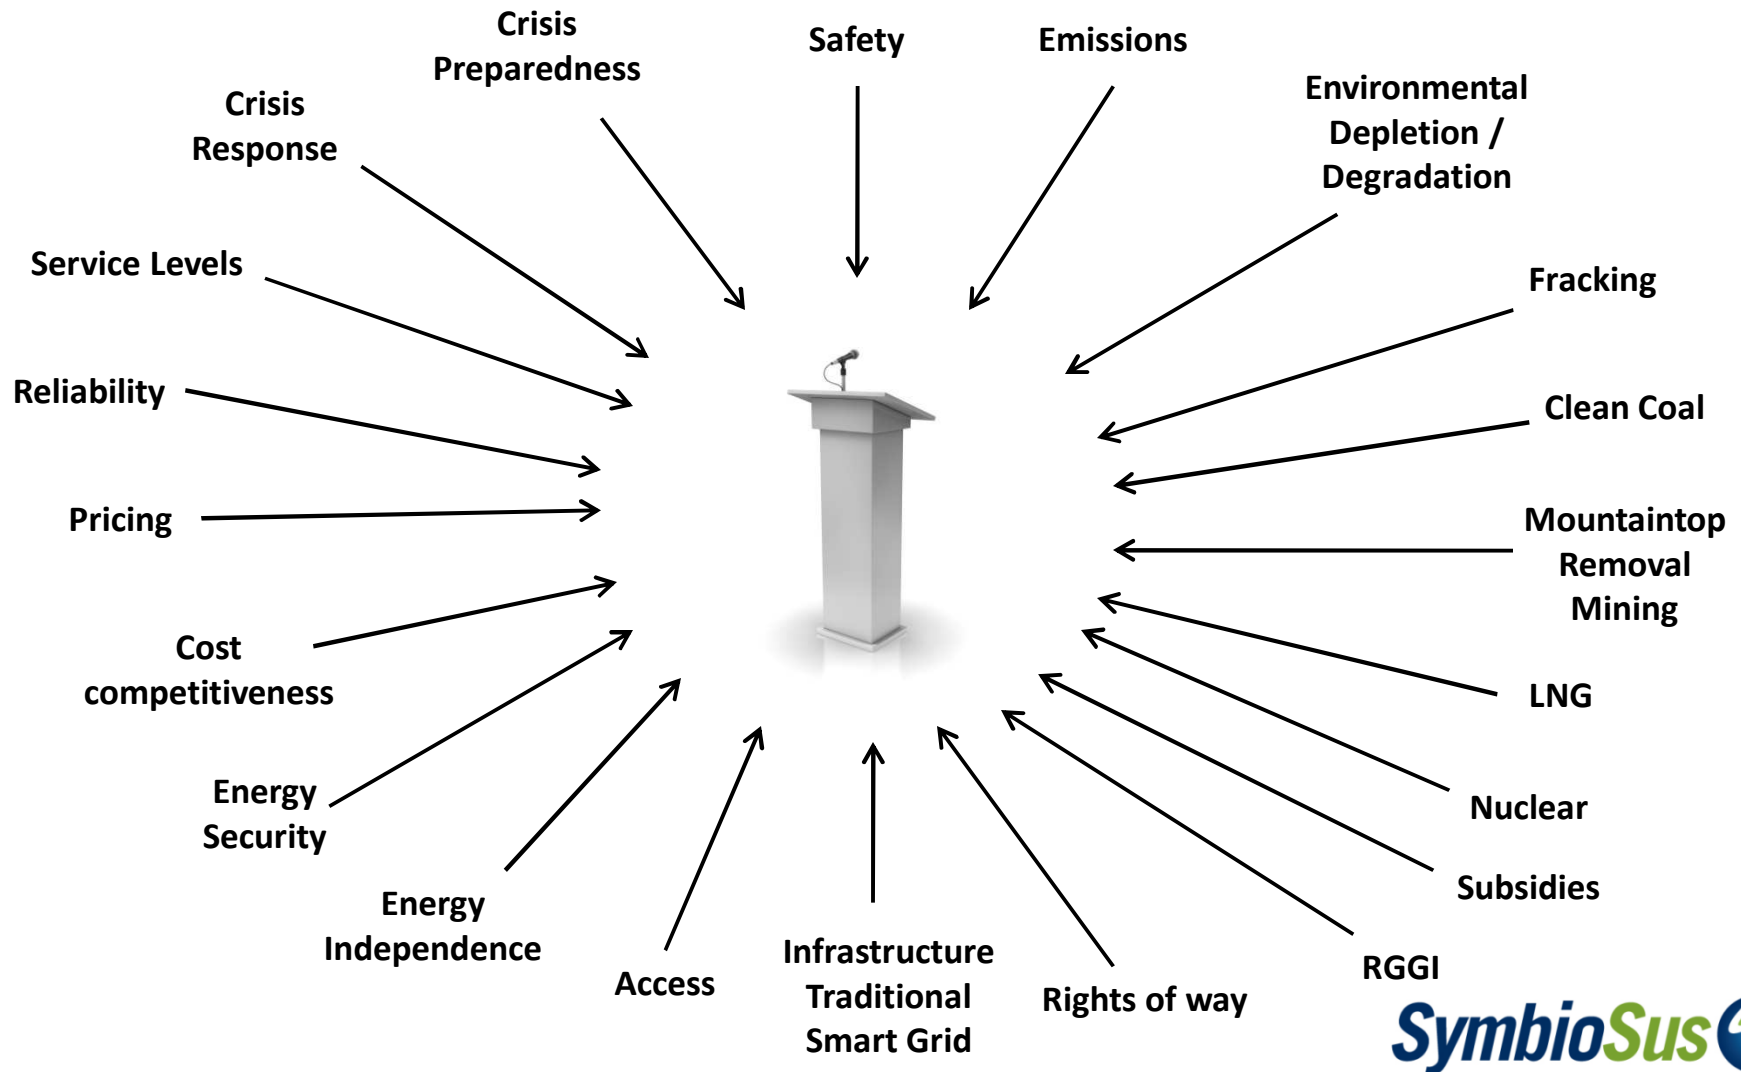 Crisis
Preparedness
Safety
Emissions
Environmental
Depletion /
Degradation
Fracking
Clean Coal
Mountaintop
Removal
Mining
LNG
Nuclear
Subsidies
RGGI
Rights of way
Infrastructure
Traditional
Smart Grid
Access
Energy
Independence
Energy
Security
Cost
competitiveness
Pricing
Reliability
Service Levels
Crisis
Response
SymbioSus